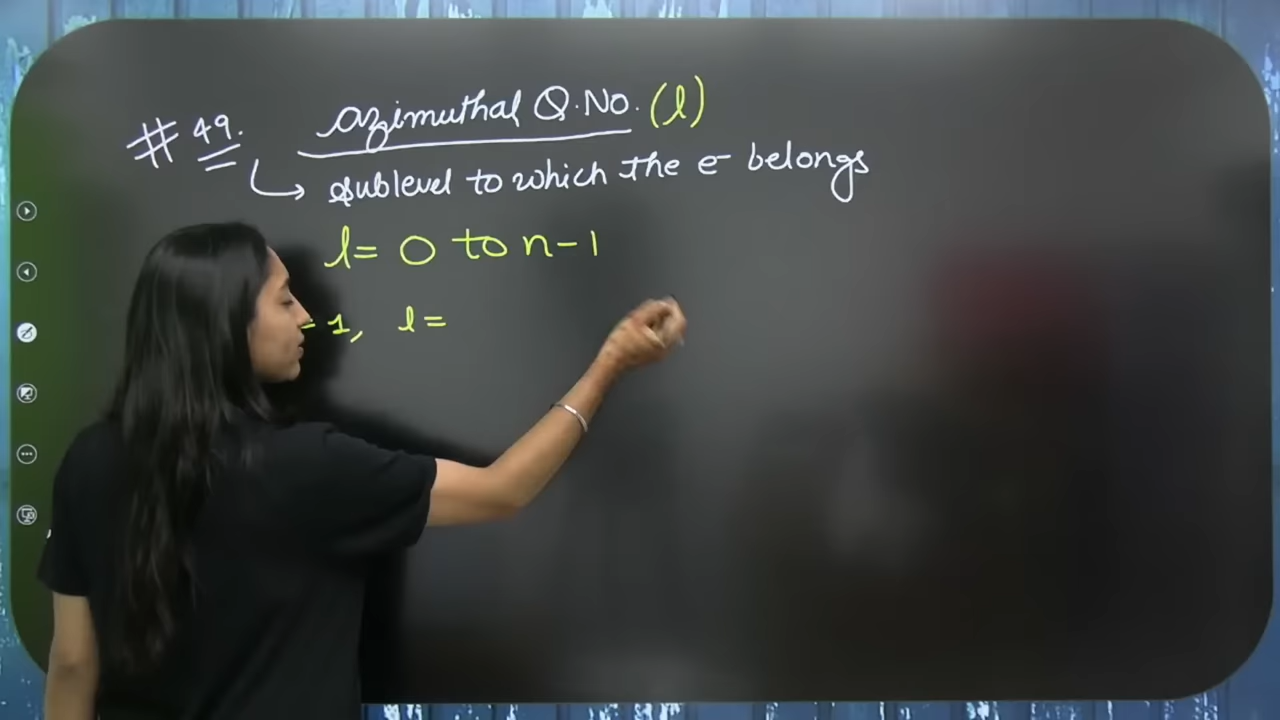 # 49. azimuthal Q.No. (l)
↳ sublevel to which the e⁻ belongs
l = 0 to n-1
= 1, l =